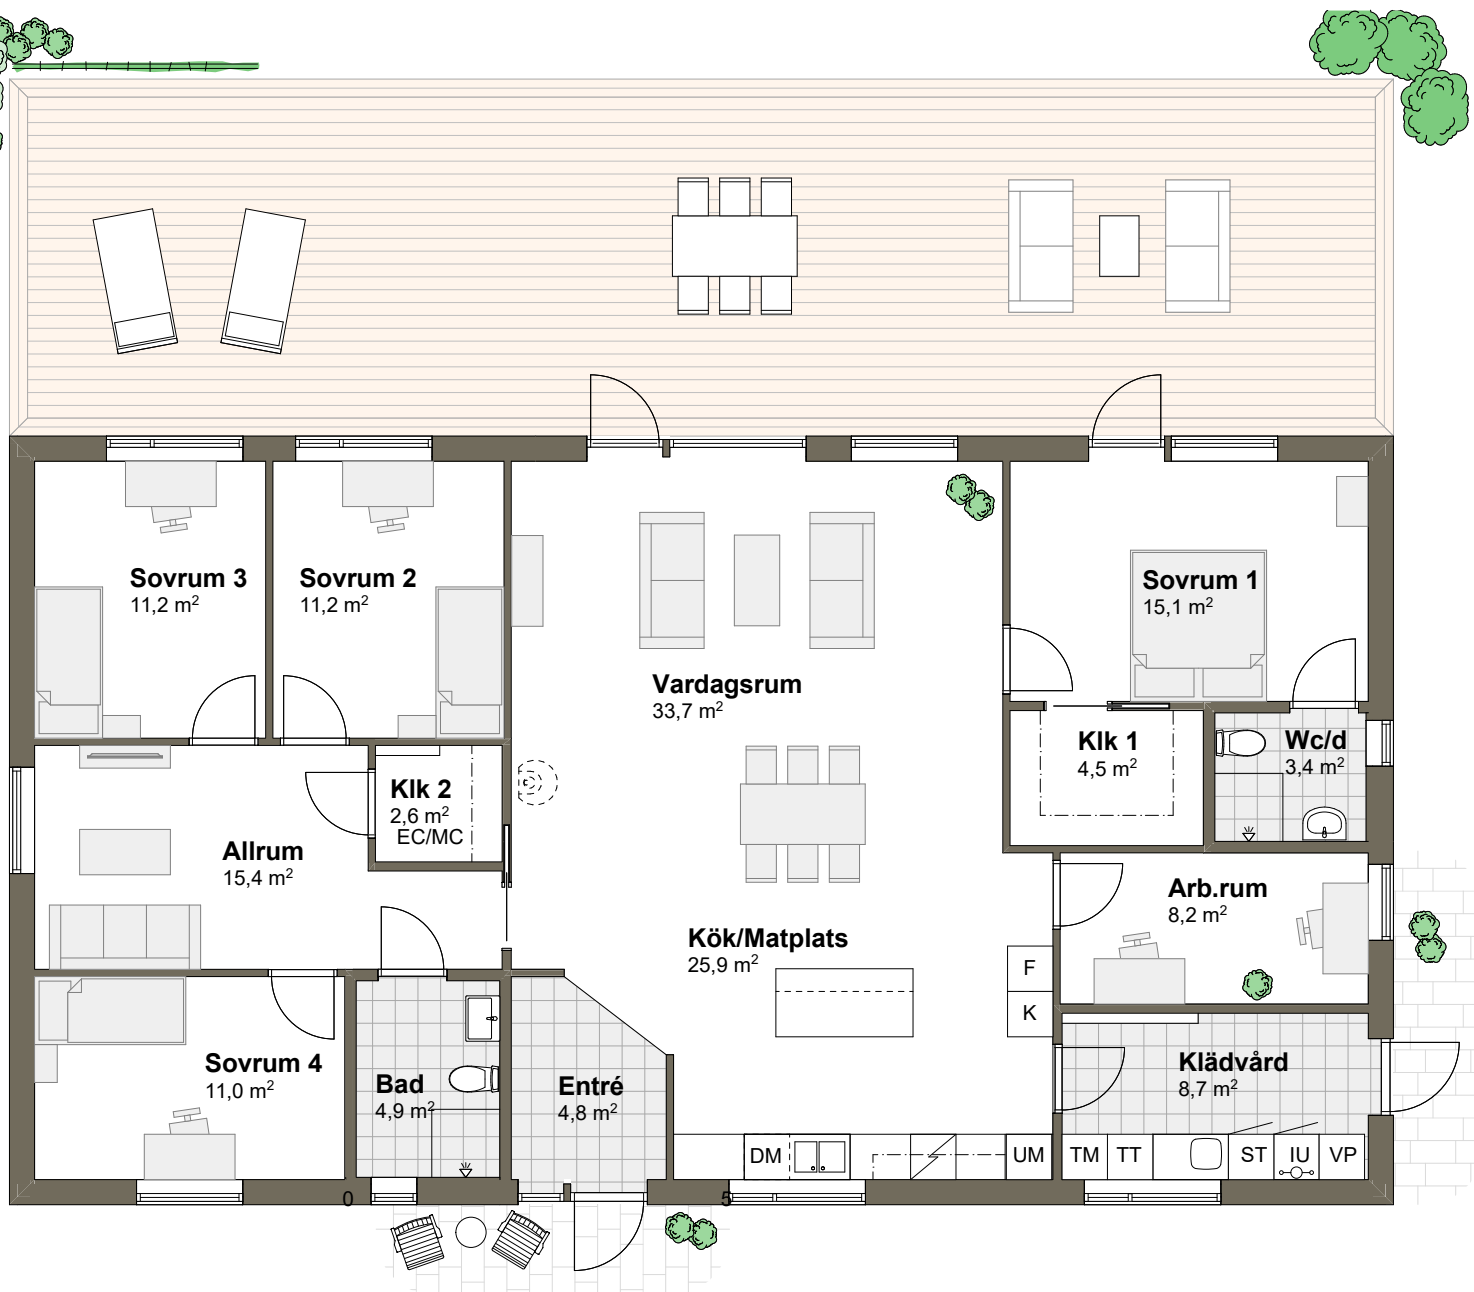 Sovrum 3
11,2 m²
Sovrum 2
11,2 m²
Sovrum 1
15,1 m²
Vardagsrum
33,7 m²
Klk 1
4,5 m²
Wc/d
3,4 m²
Klk 2
2,6 m²
EC/MC
Allrum
15,4 m²
Arb.rum
8,2 m²
Kök/Matplats
25,9 m²
F
K
Sovrum 4
11,0 m²
Bad
4,9 m²
Entré
4,8 m²
Klädvård
8,7 m²
DM
UM
TM
TT
ST
IU
VP
0
5